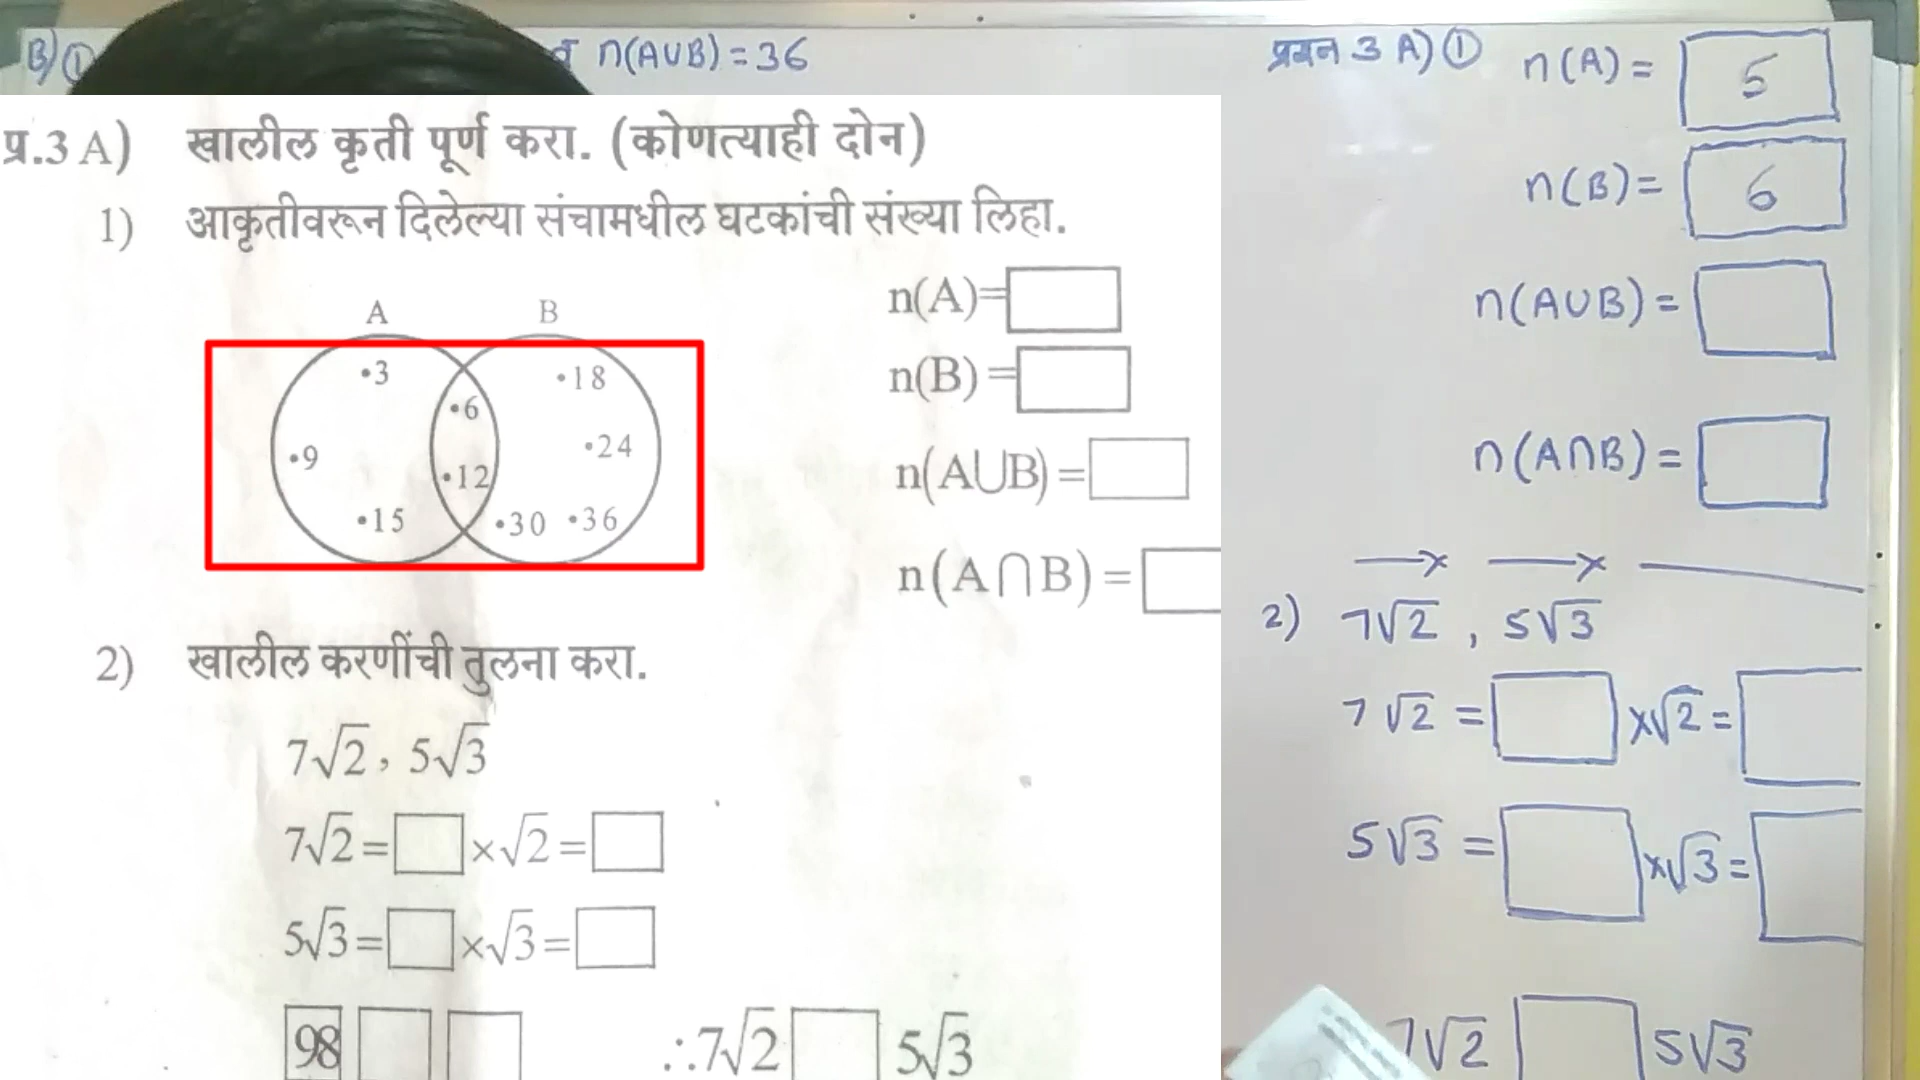 B) ① व n(A∪B) = 36
प्र.3 A) खालील कृती पूर्ण करा. (कोणत्याही दोन)
1) आकृतीवरून दिलेल्या संचामधील घटकांची संख्या लिहा.
A B
•3 •18
•6
•9 •24
•12
•15 •30 •36
n(A)=
n(B) =
n(A∪B) =
n(A∩B) =
2) खालील करणींची तुलना करा.
7√2, 5√3
7√2 = ×√2 =
5√3 = ×√3 =
98 ∴7√2 5√3
प्रश्न 3 A) ① n(A) = 5
n(B) = 6
n(A∪B) =
n(A∩B) =
2) 7√2 , 5√3
7√2 = ×√2 =
5√3 = ×√3 =
7√2 5√3